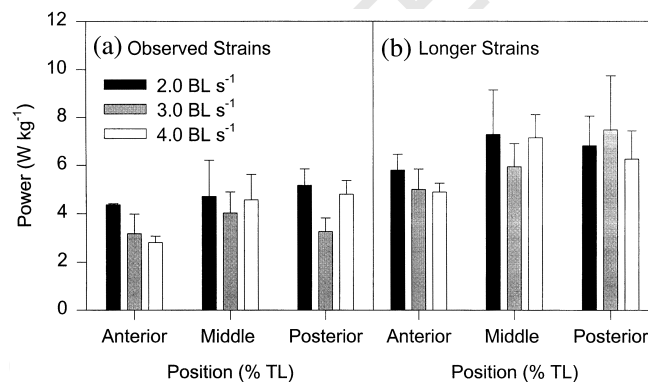 12
10
8
6
4
2
0
Power (W kg⁻¹)
(a) Observed Strains
2.0 BL s⁻¹
3.0 BL s⁻¹
4.0 BL s⁻¹
(b) Longer Strains
Anterior Middle Posterior Anterior Middle Posterior
Position (% TL) Position (% TL)